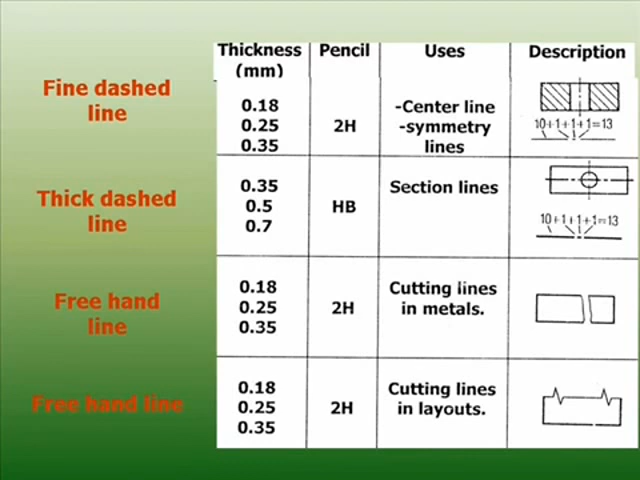 Thickness
(mm)
Pencil
Uses
Description
Fine dashed
line
0.18
0.25
0.35
2H
-Center line
-symmetry
lines
10+1+1+1=13
Thick dashed
line
0.35
0.5
0.7
HB
Section lines
10+1+1+1=13
Free hand
line
0.18
0.25
0.35
2H
Cutting lines
in metals.
Free hand line
0.18
0.25
0.35
2H
Cutting lines
in layouts.